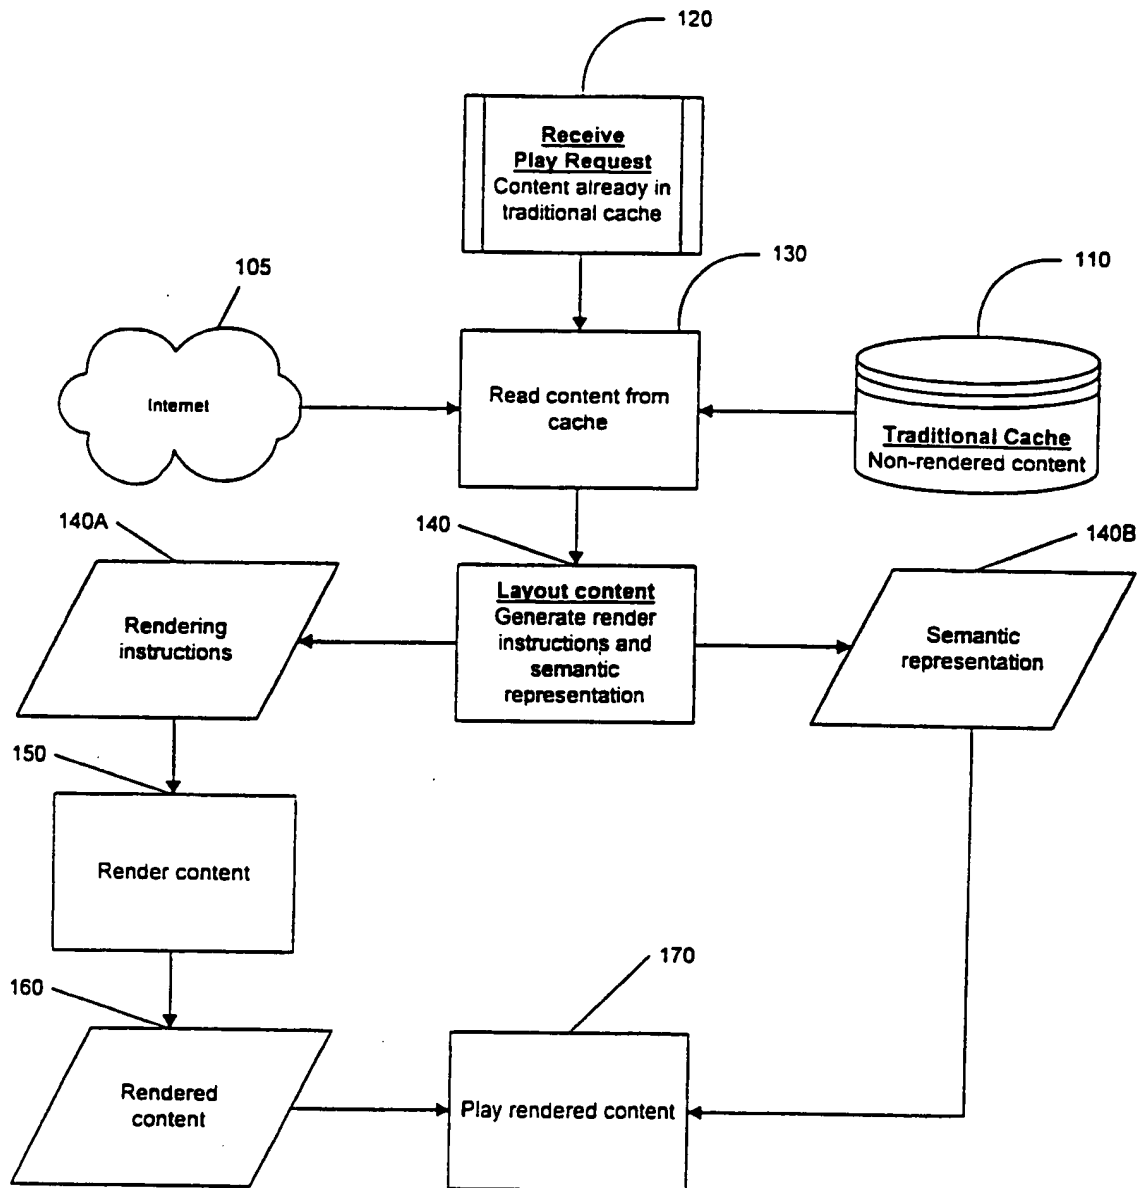 120
Receive
Play Request
Content already in
traditional cache
130
105
110
Internet
Read content from
cache
Traditional Cache
Non-rendered content
140A
140
140B
Rendering
instructions
Layout content
Generate render
instructions and
semantic
representation
Semantic
representation
150
Render content
160
170
Rendered
content
Play rendered content